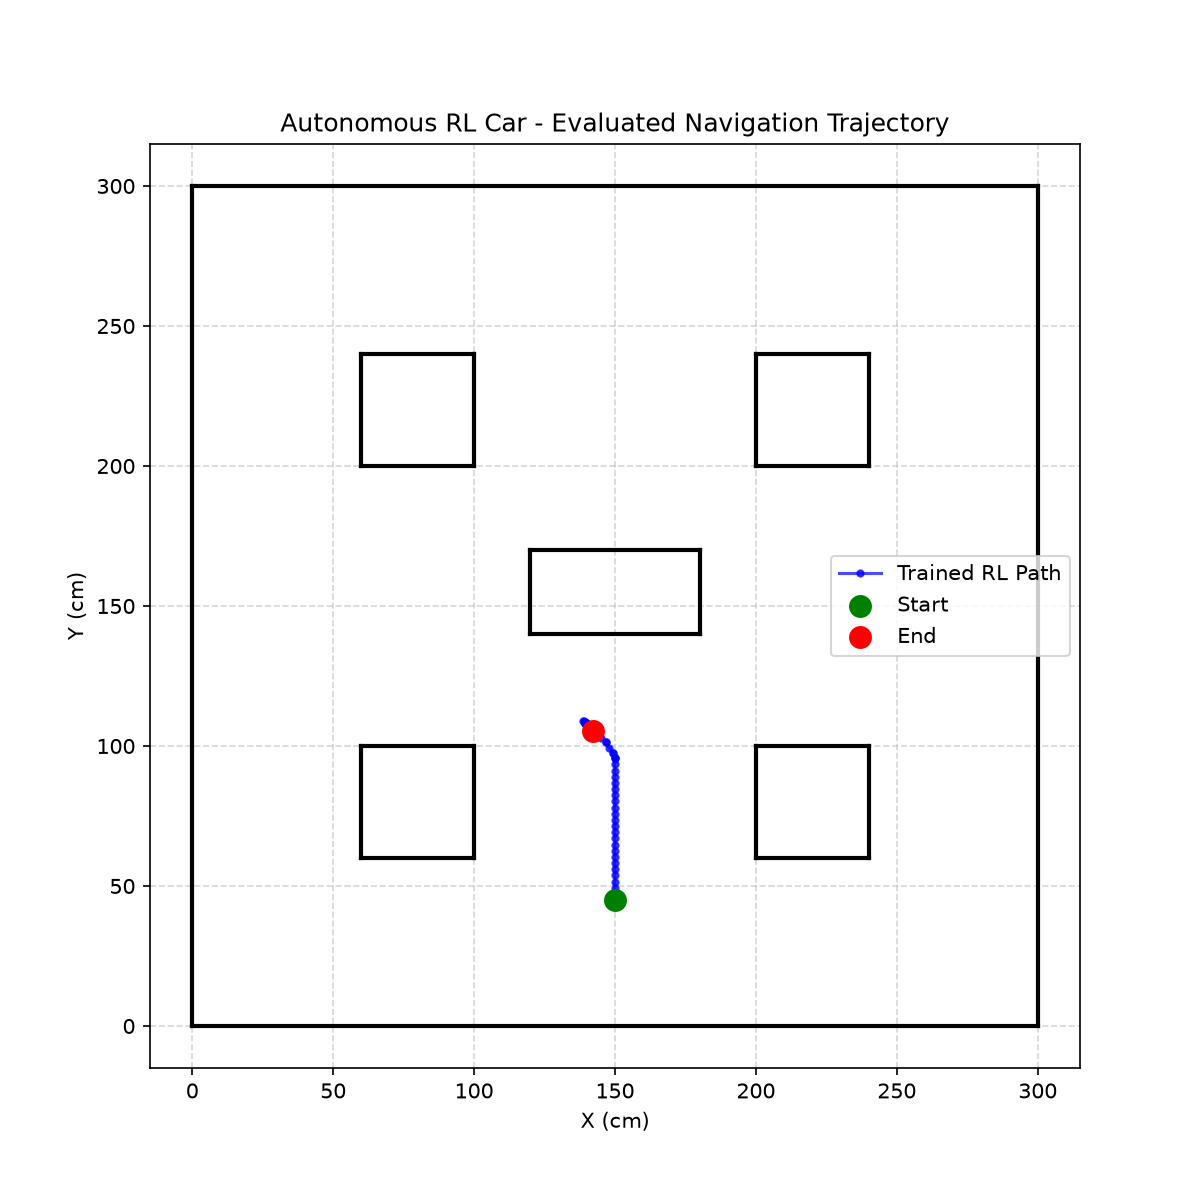 Autonomous RL Car - Evaluated Navigation Trajectory
300
250
200
150
100
50
0
Y (cm)
Trained RL Path
Start
End
0 50 100 150 200 250 300
X (cm)